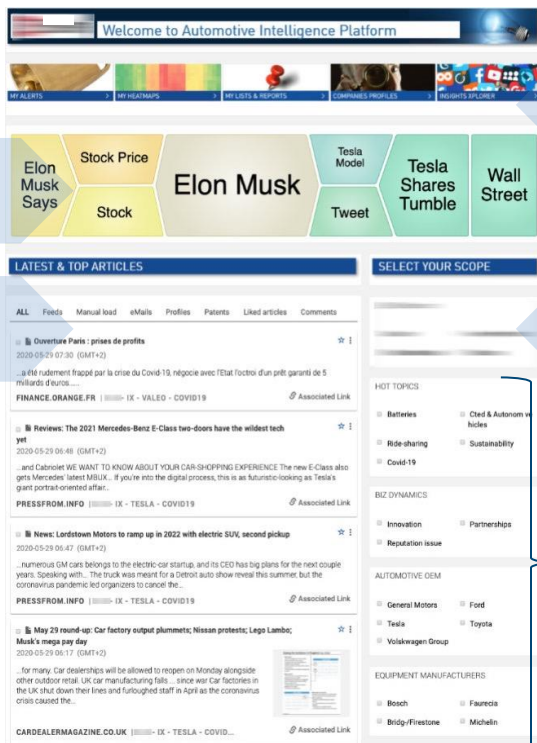 Welcome to Automotive Intelligence Platform
MY ALERTS >
MY HEATMAPS >
MY LISTS & REPORTS >
COMPANIES PROFILES >
INSIGHTS XPLORER >
Elon
Musk
Says
Stock Price
Stock
Elon Musk
Tesla
Model
Tweet
Tesla
Shares
Tumble
Wall
Street
LATEST & TOP ARTICLES
ALL Feeds Manual load eMails Profiles Patents Liked articles Comments
Ouverture Paris : prises de profits
2020-05-29 07:30 (GMT+2)
...a été rudement frappé par la crise du Covid-19, négocie avec l'Etat l'octroi d'un prêt garanti de 5
milliards d'euros......
FINANCE.ORANGE.FR | IX - VALEO - COVID19 Associated Link
Reviews: The 2021 Mercedes-Benz E-Class two-doors have the wildest tech
yet
2020-05-29 06:48 (GMT+2)
...and Cabriolet WE WANT TO KNOW ABOUT YOUR CAR-SHOPPING EXPERIENCE The new E-Class also
gets Mercedes' latest MBUX... If you're into the digital process, this is as futuristic-looking as Tesla's
giant portrait-oriented affair...
PRESSFROM.INFO | IX - TESLA - COVID19 Associated Link
News: Lordstown Motors to ramp up in 2022 with electric SUV, second pickup
2020-05-29 06:47 (GMT+2)
...numerous GM cars belongs to the electric-car startup, and its CEO has big plans for the next couple
years. Speaking with... The truck was meant for a Detroit auto show reveal this summer, but the
coronavirus pandemic led organizers to cancel the...
PRESSFROM.INFO | IX - TESLA - COVID19 Associated Link
May 29 round-up: Car factory output plummets; Nissan protests; Lego Lambo;
Musk's mega pay day
2020-05-29 06:17 (GMT+2)
...for many. Car dealerships will be allowed to reopen on Monday alongside
other outdoor retail. UK car manufacturing falls ... since war Car factories in
the UK shut down their lines and furloughed staff in April as the coronavirus
crisis caused the...
CARDEALERMAGAZINE.CO.UK | IX - TESLA - COVID... Associated Link
SELECT YOUR SCOPE
HOT TOPICS
Batteries
Cted & Autonom ve
hicles
Ride-sharing
Sustainability
Covid-19
BIZ DYNAMICS
Innovation
Partnerships
Reputation issue
AUTOMOTIVE OEM
General Motors
Ford
Tesla
Toyota
Volskwagen Group
EQUIPMENT MANUFACTURERS
Bosch
Faurecia
Bridg-/Firestone
Michelin